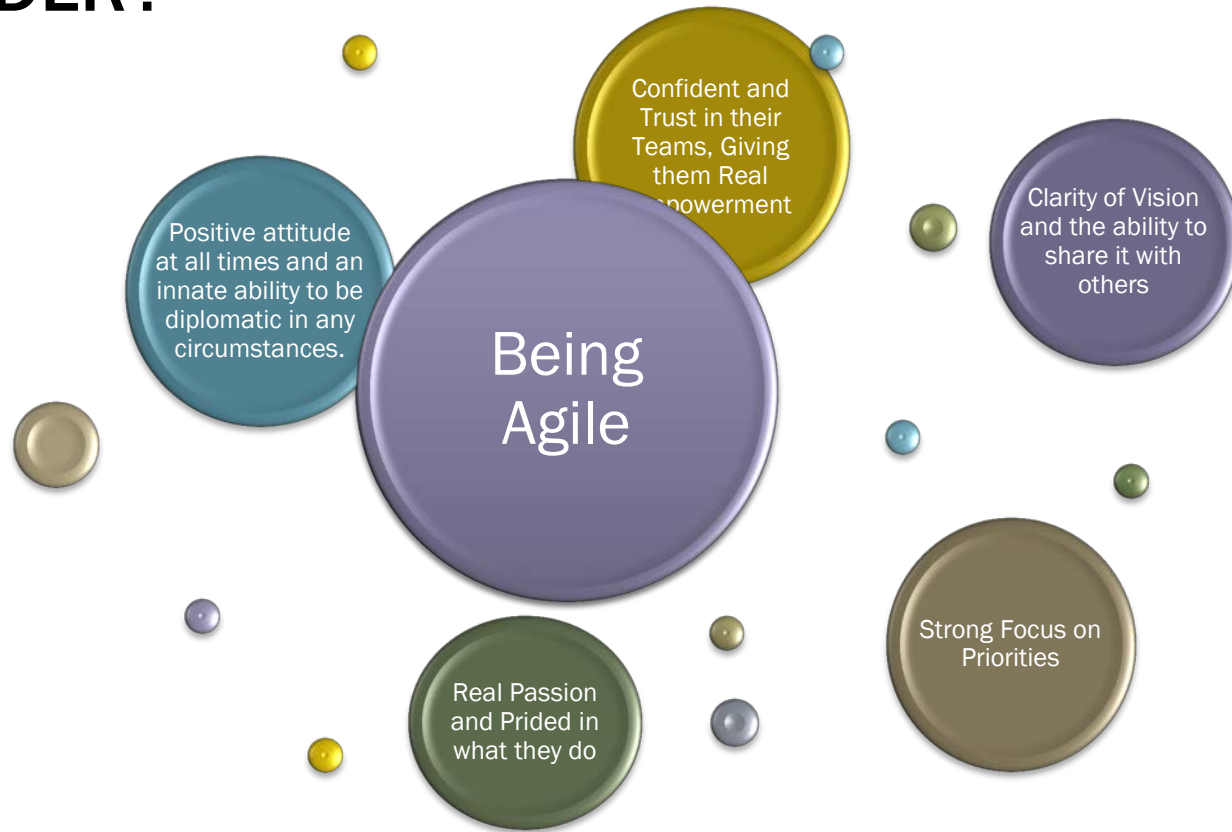 DER?
Confident and
Trust in their
Teams, Giving
them Real
mpowerment
Positive attitude
at all times and an
innate ability to be
diplomatic in any
circumstances.
Clarity of Vision
and the ability to
share it with
others
Being
Agile
Strong Focus on
Priorities
Real Passion
and Prided in
what they do